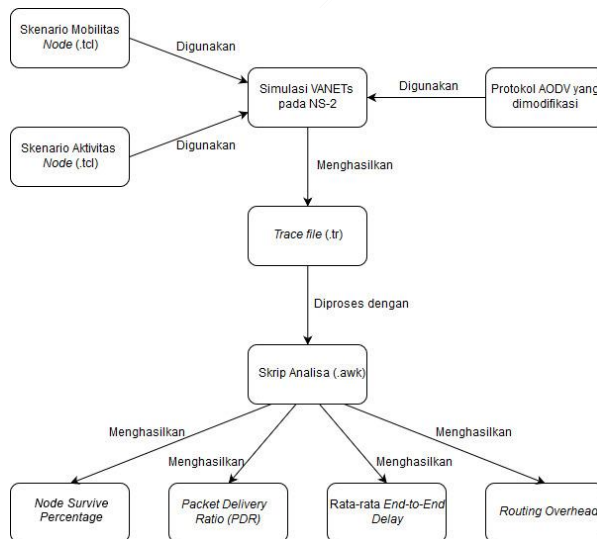 Skenario Mobilitas
Node (.tcl)
Digunakan
Simulasi VANETs
pada NS-2
Digunakan
Protokol AODV yang
dimodifikasi
Skenario Aktivitas
Node (.tcl)
Digunakan
Menghasilkan
Trace file (.tr)
Diproses dengan
Skrip Analisa (.awk)
Menghasilkan
Menghasilkan
Menghasilkan
Menghasilkan
Node Survive
Percentage
Packet Delivery
Ratio (PDR)
Rata-rata End-to-End
Delay
Routing Overhead